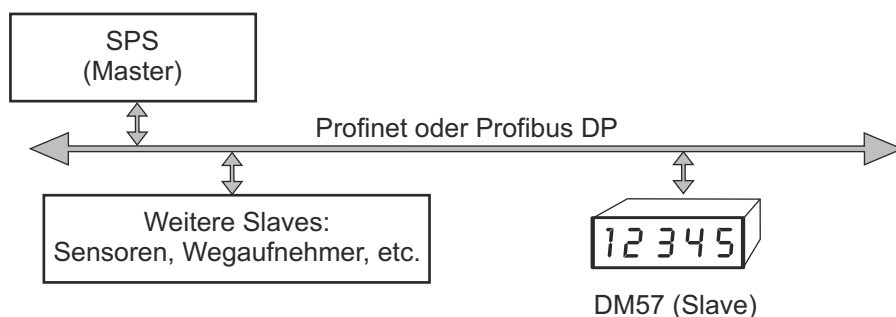 SPS
(Master)
Profinet oder Profibus DP
Weitere Slaves:
Sensoren, Wegaufnehmer, etc.
12345
DM57 (Slave)